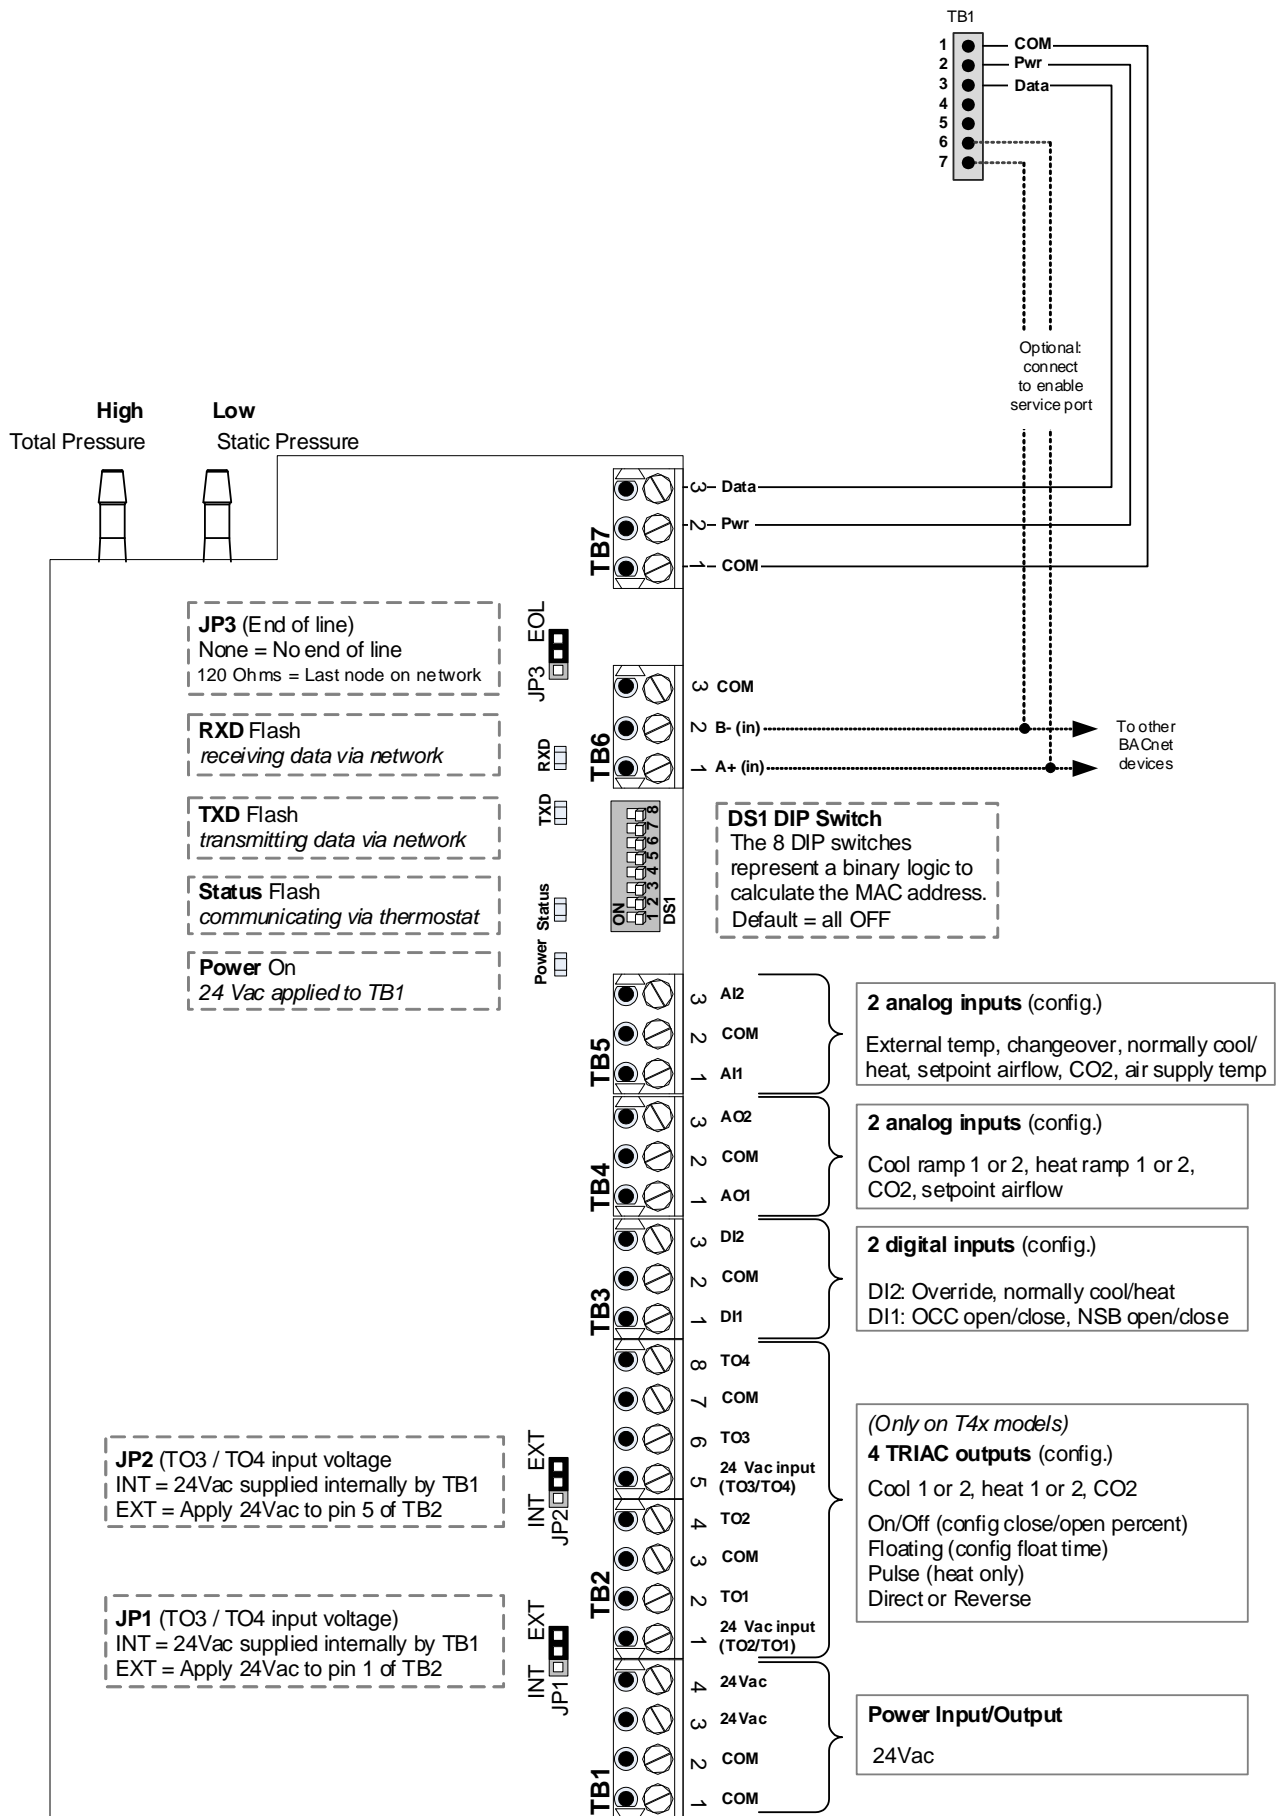 TB1
1 COM
2 Pwr
3 Data
4
5
6
7
Optional:
connect
to enable
service port
High Low
Total Pressure Static Pressure
TB7
3 Data
2 Pwr
1 COM
JP3 (End of line)
None = No end of line
120 Ohms = Last node on network
JP3 EOL
RXD Flash
receiving data via network
RXD
TB6
3 COM
2 B- (in)
1 A+ (in)
To other
BACnet
devices
TXD Flash
transmitting data via network
TXD
ON
1 2 3 4 5 6 7 8
DS1
DS1 DIP Switch
The 8 DIP switches
represent a binary logic to
calculate the MAC address.
Default = all OFF
Status Flash
communicating via thermostat
Status
Power On
24 Vac applied to TB1
Power
TB5
3 AI2
2 COM
1 AI1
2 analog inputs (config.)
External temp, changeover, normally cool/
heat, setpoint airflow, CO2, air supply temp
TB4
3 AO2
2 COM
1 AO1
2 analog inputs (config.)
Cool ramp 1 or 2, heat ramp 1 or 2,
CO2, setpoint airflow
TB3
3 DI2
2 COM
1 DI1
2 digital inputs (config.)
DI2: Override, normally cool/heat
DI1: OCC open/close, NSB open/close
TB2
8 TO4
7 COM
6 TO3
5 24 Vac input
(TO3/TO4)
4 TO2
3 COM
2 TO1
1 24 Vac input
(TO2/TO1)
(Only on T4x models)
4 TRIAC outputs (config.)
Cool 1 or 2, heat 1 or 2, CO2
On/Off (config close/open percent)
Floating (config float time)
Pulse (heat only)
Direct or Reverse
JP2 (TO3 / TO4 input voltage
INT = 24Vac supplied internally by TB1
EXT = Apply 24Vac to pin 5 of TB2
INT EXT
JP2
JP1 (TO3 / TO4 input voltage)
INT = 24Vac supplied internally by TB1
EXT = Apply 24Vac to pin 1 of TB2
INT EXT
JP1
TB1
4 24Vac
3 24Vac
2 COM
1 COM
Power Input/Output
24Vac